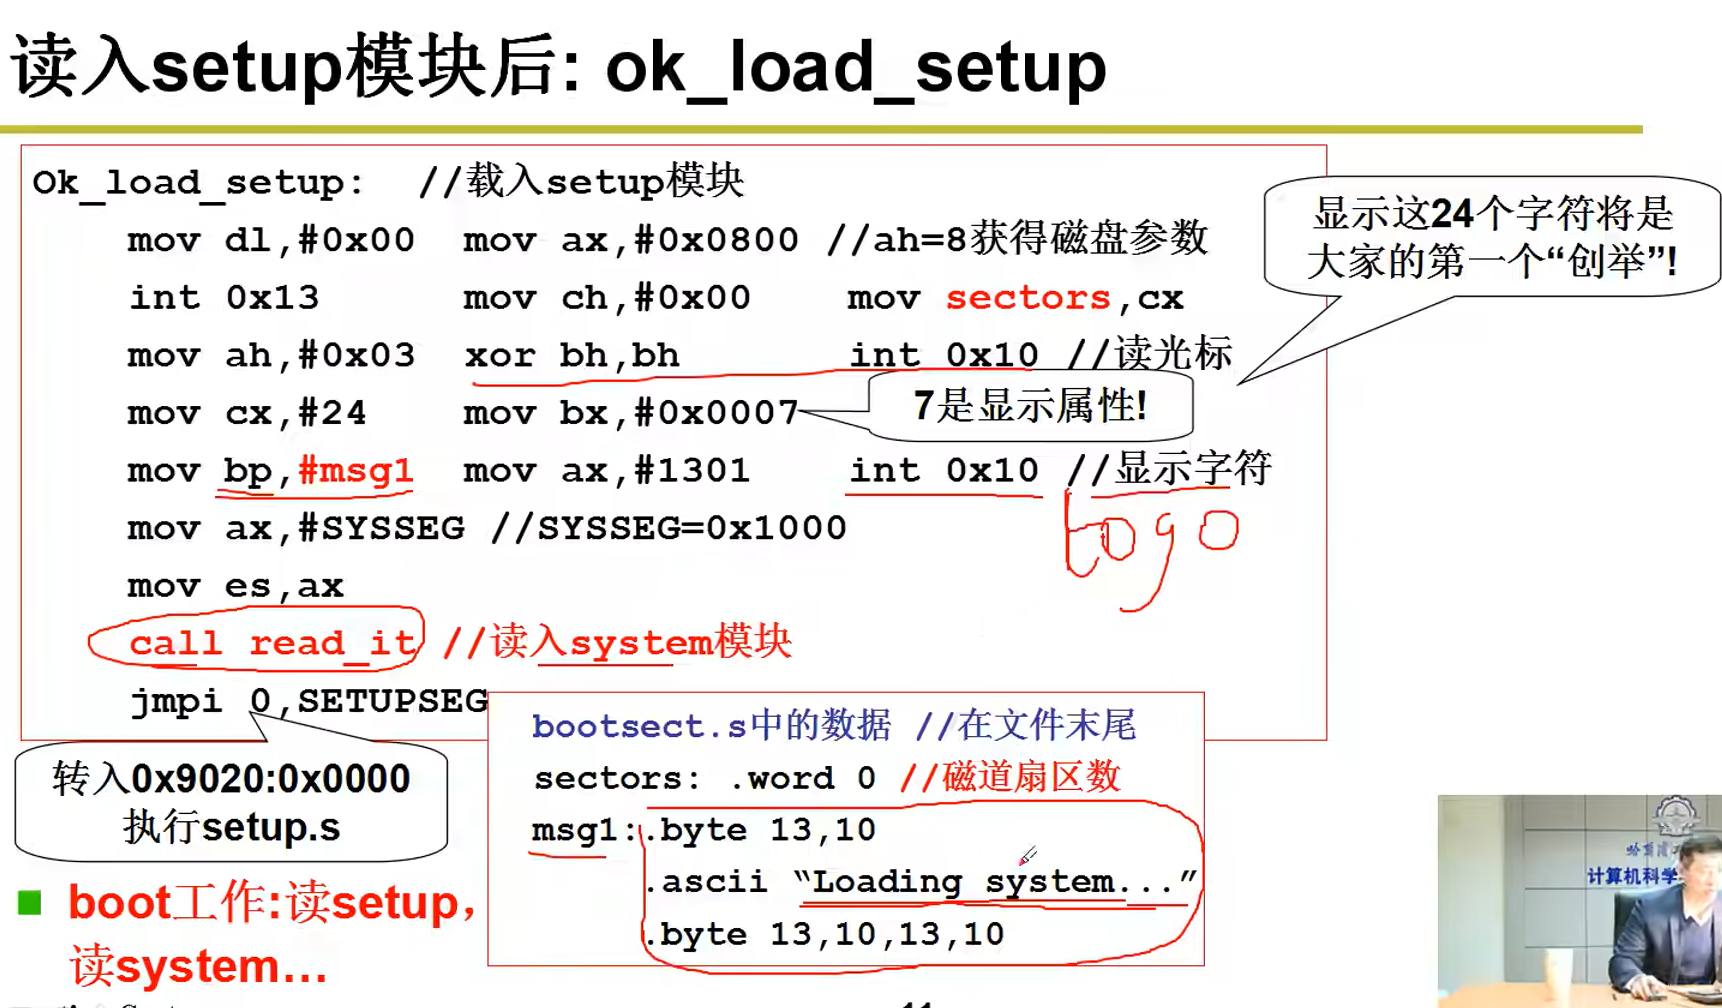 读入setup模块后: ok_load_setup
Ok_load_setup: //载入setup模块
mov dl,#0x00 mov ax,#0x0800 //ah=8获得磁盘参数
int 0x13 mov ch,#0x00 mov sectors,cx
mov ah,#0x03 xor bh,bh int 0x10 //读光标
mov cx,#24 mov bx,#0x0007
mov bp,#msg1 mov ax,#1301 int 0x10 //显示字符
mov ax,#SYSSEG //SYSSEG=0x1000
mov es,ax
call read_it //读入system模块
jmpi 0,SETUPSEG
显示这24个字符将是
大家的第一个“创举”!
7是显示属性!
logo
转入0x9020:0x0000
执行setup.s
bootsect.s中的数据 //在文件末尾
sectors: .word 0 //磁道扇区数
msg1:.byte 13,10
.ascii “Loading system...”
.byte 13,10,13,10
boot工作:读setup，
读system...
计算机科学